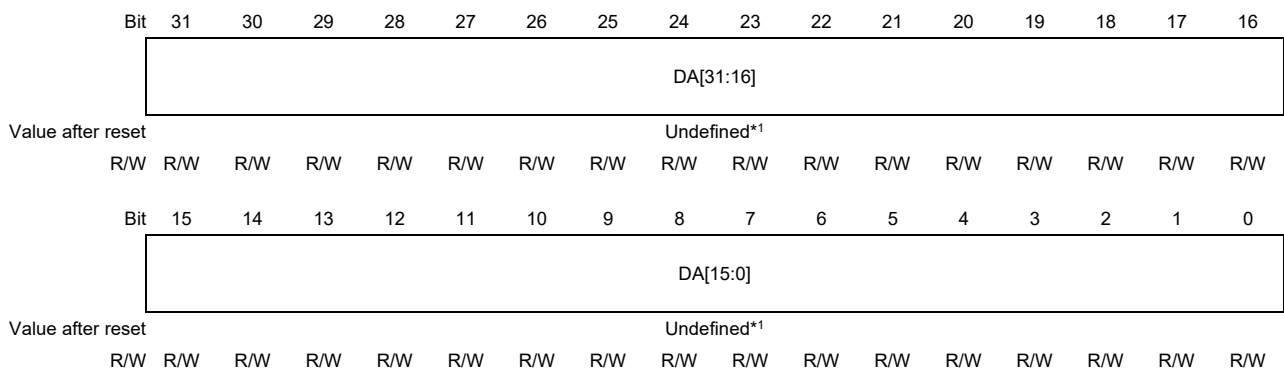 Bit 31 30 29 28 27 26 25 24 23 22 21 20 19 18 17 16
DA[31:16]
Value after reset Undefined*1
R/W R/W R/W R/W R/W R/W R/W R/W R/W R/W R/W R/W R/W R/W R/W R/W R/W
Bit 15 14 13 12 11 10 9 8 7 6 5 4 3 2 1 0
DA[15:0]
Value after reset Undefined*1
R/W R/W R/W R/W R/W R/W R/W R/W R/W R/W R/W R/W R/W R/W R/W R/W R/W